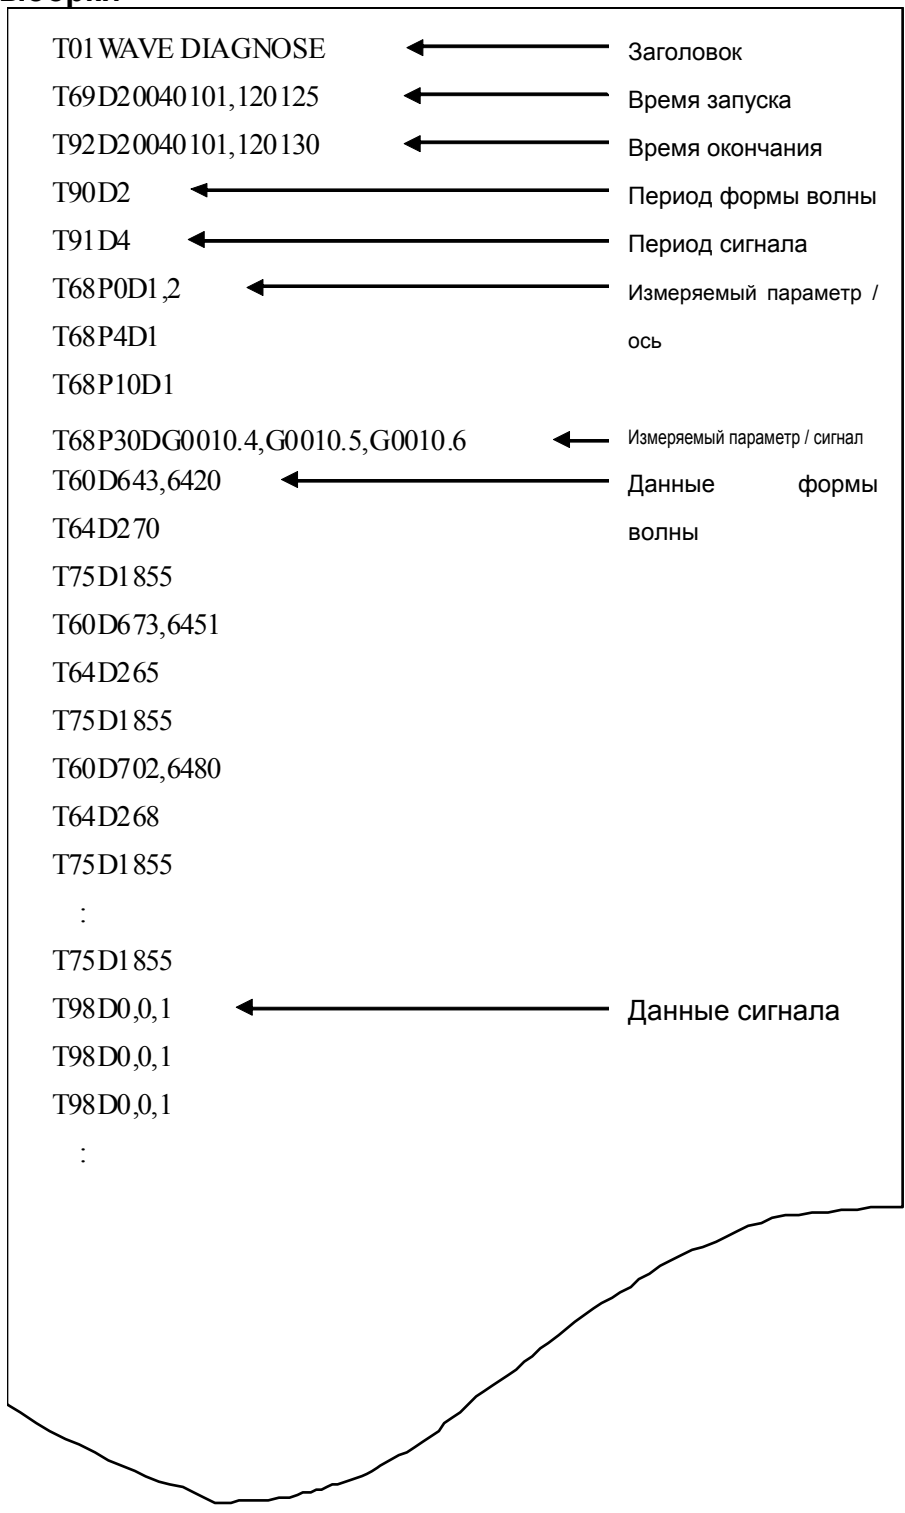 T01WAVE DIAGNOSE Заголовок
T69D20040101,120125 Время запуска
T92D20040101,120130 Время окончания
T90D2 Период формы волны
T91D4 Период сигнала
T68P0D1,2 Измеряемый параметр /
T68P4D1 ось
T68P10D1
T68P30DG0010.4,G0010.5,G0010.6 Измеряемый параметр / сигнал
T60D643,6420 Данные формы
T64D270 волны
T75D1855
T60D673,6451
T64D265
T75D1855
T60D702,6480
T64D268
T75D1855
:
T75D1855
T98D0,0,1 Данные сигнала
T98D0,0,1
T98D0,0,1
: